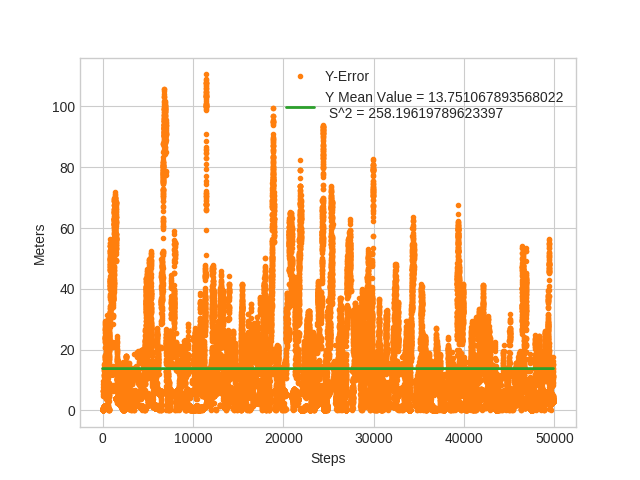 Y-Error
Y Mean Value = 13.751067893568022
S^2 = 258.19619789623397
Meters
100
80
60
40
20
0
0
10000
20000
30000
40000
50000
Steps